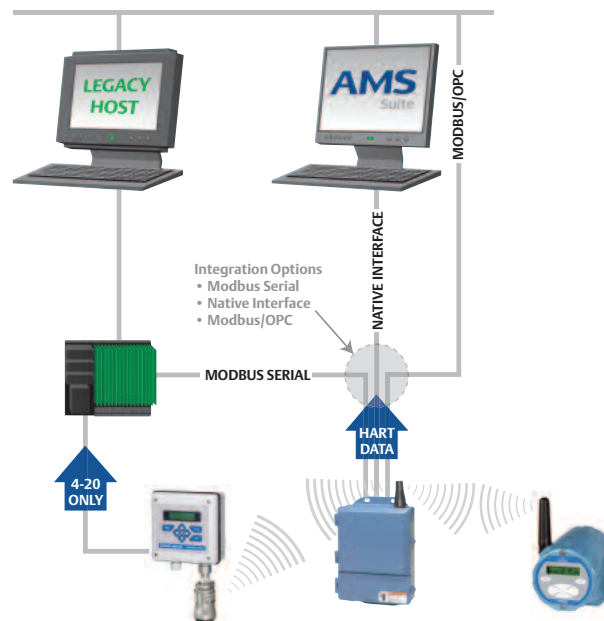 LEGACY
HOST
AMS
Suite
MODBUS/OPC
NATIVE INTERFACE
Integration Options
• Modbus Serial
• Native Interface
• Modbus/OPC
MODBUS SERIAL
HART
DATA
4-20
ONLY